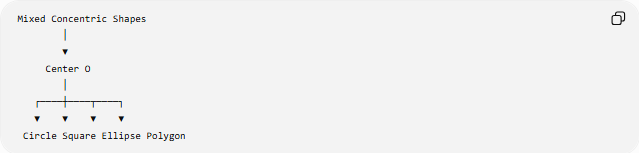 Mixed Concentric Shapes
Center O
Circle Square Ellipse Polygon